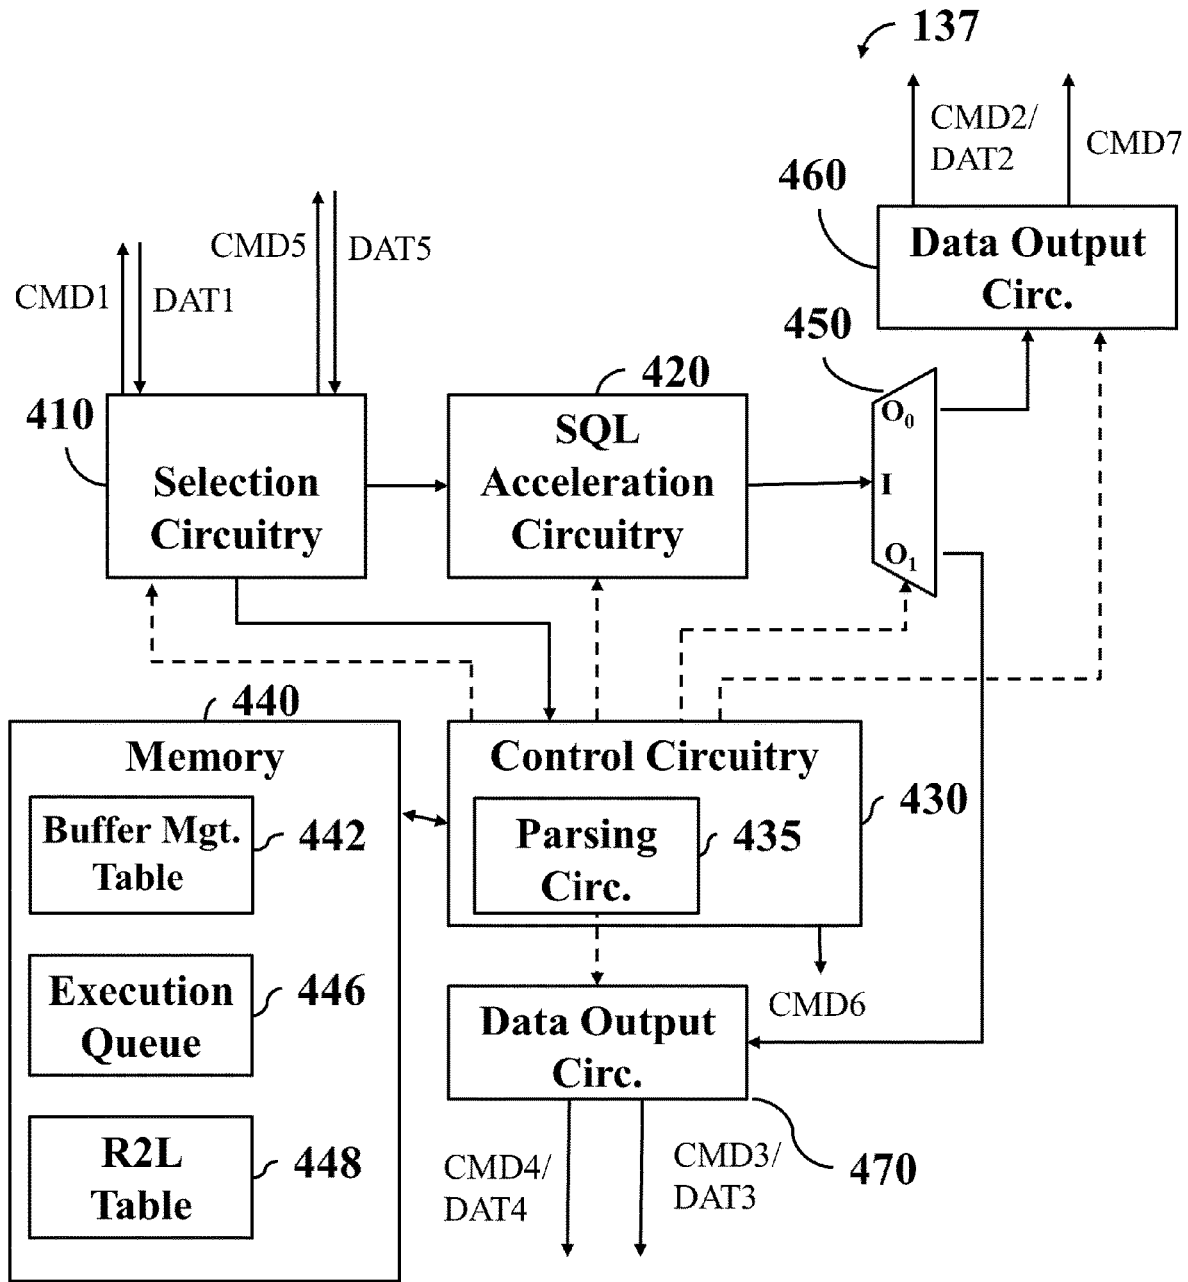 137
CMD2/
DAT2
CMD7
460
Data Output
Circ.
CMD5
DAT5
CMD1
DAT1
450
420
410
Selection
Circuitry
SQL
Acceleration
Circuitry
O0
I
O1
440
Memory
Buffer Mgt.
Table
442
Execution
Queue
446
R2L
Table
448
Control Circuitry
430
Parsing
Circ.
435
CMD6
Data Output
Circ.
470
CMD4/
DAT4
CMD3/
DAT3